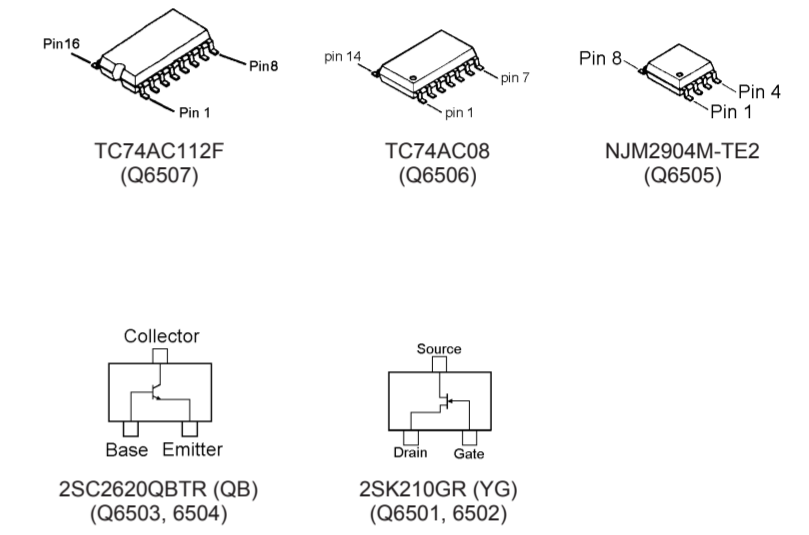 Pin16
Pin8
Pin 1
TC74AC112F
(Q6507)
pin 14
pin 7
pin 1
TC74AC08
(Q6506)
Pin 8
Pin 4
Pin 1
NJM2904M-TE2
(Q6505)
Collector
Base Emitter
2SC2620QBTR (QB)
(Q6503, 6504)
Source
Drain Gate
2SK210GR (YG)
(Q6501, 6502)